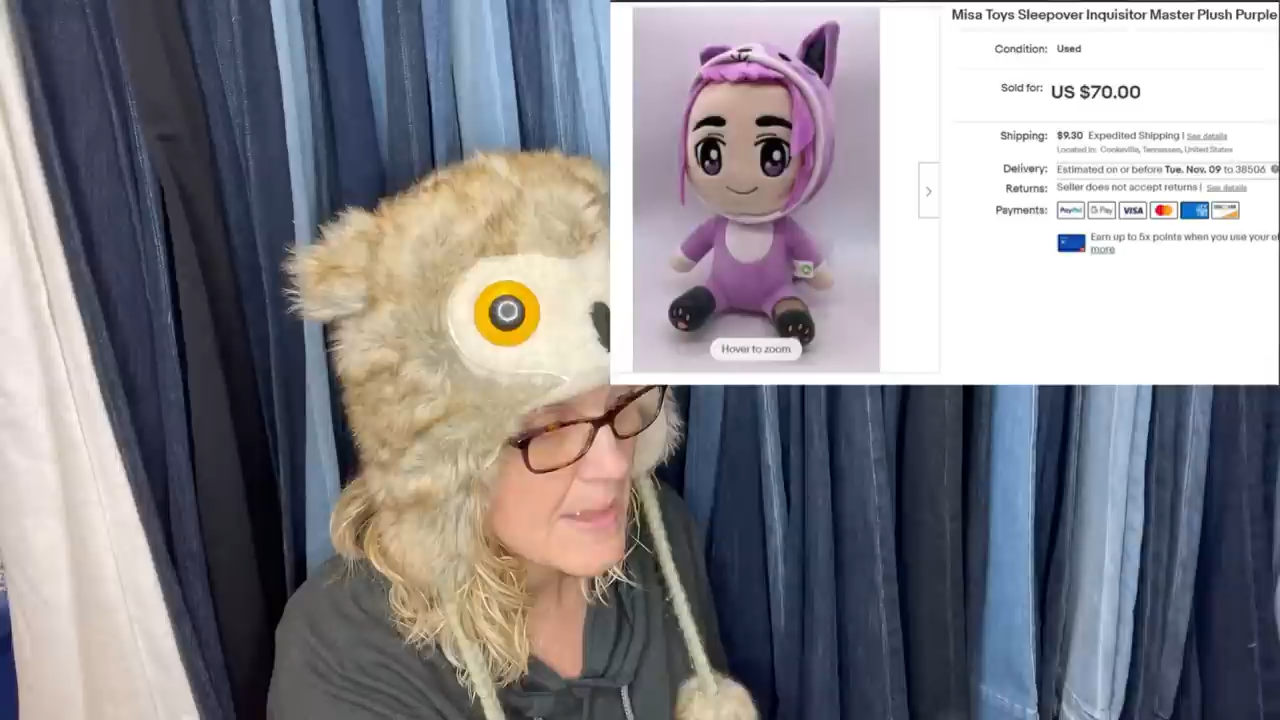 Misa Toys Sleepover Inquisitor Master Plush Purple
Condition: Used
Sold for: US $70.00
Shipping: $9.30 Expedited Shipping | See details
Located in: Cookeville, Tennessee, United States
Delivery: Estimated on or before Tue. Nov. 09 to 38506
Returns: Seller does not accept returns | See details
Payments: PayPal G Pay VISA
Earn up to 5x points when you use your e
more
Hover to zoom